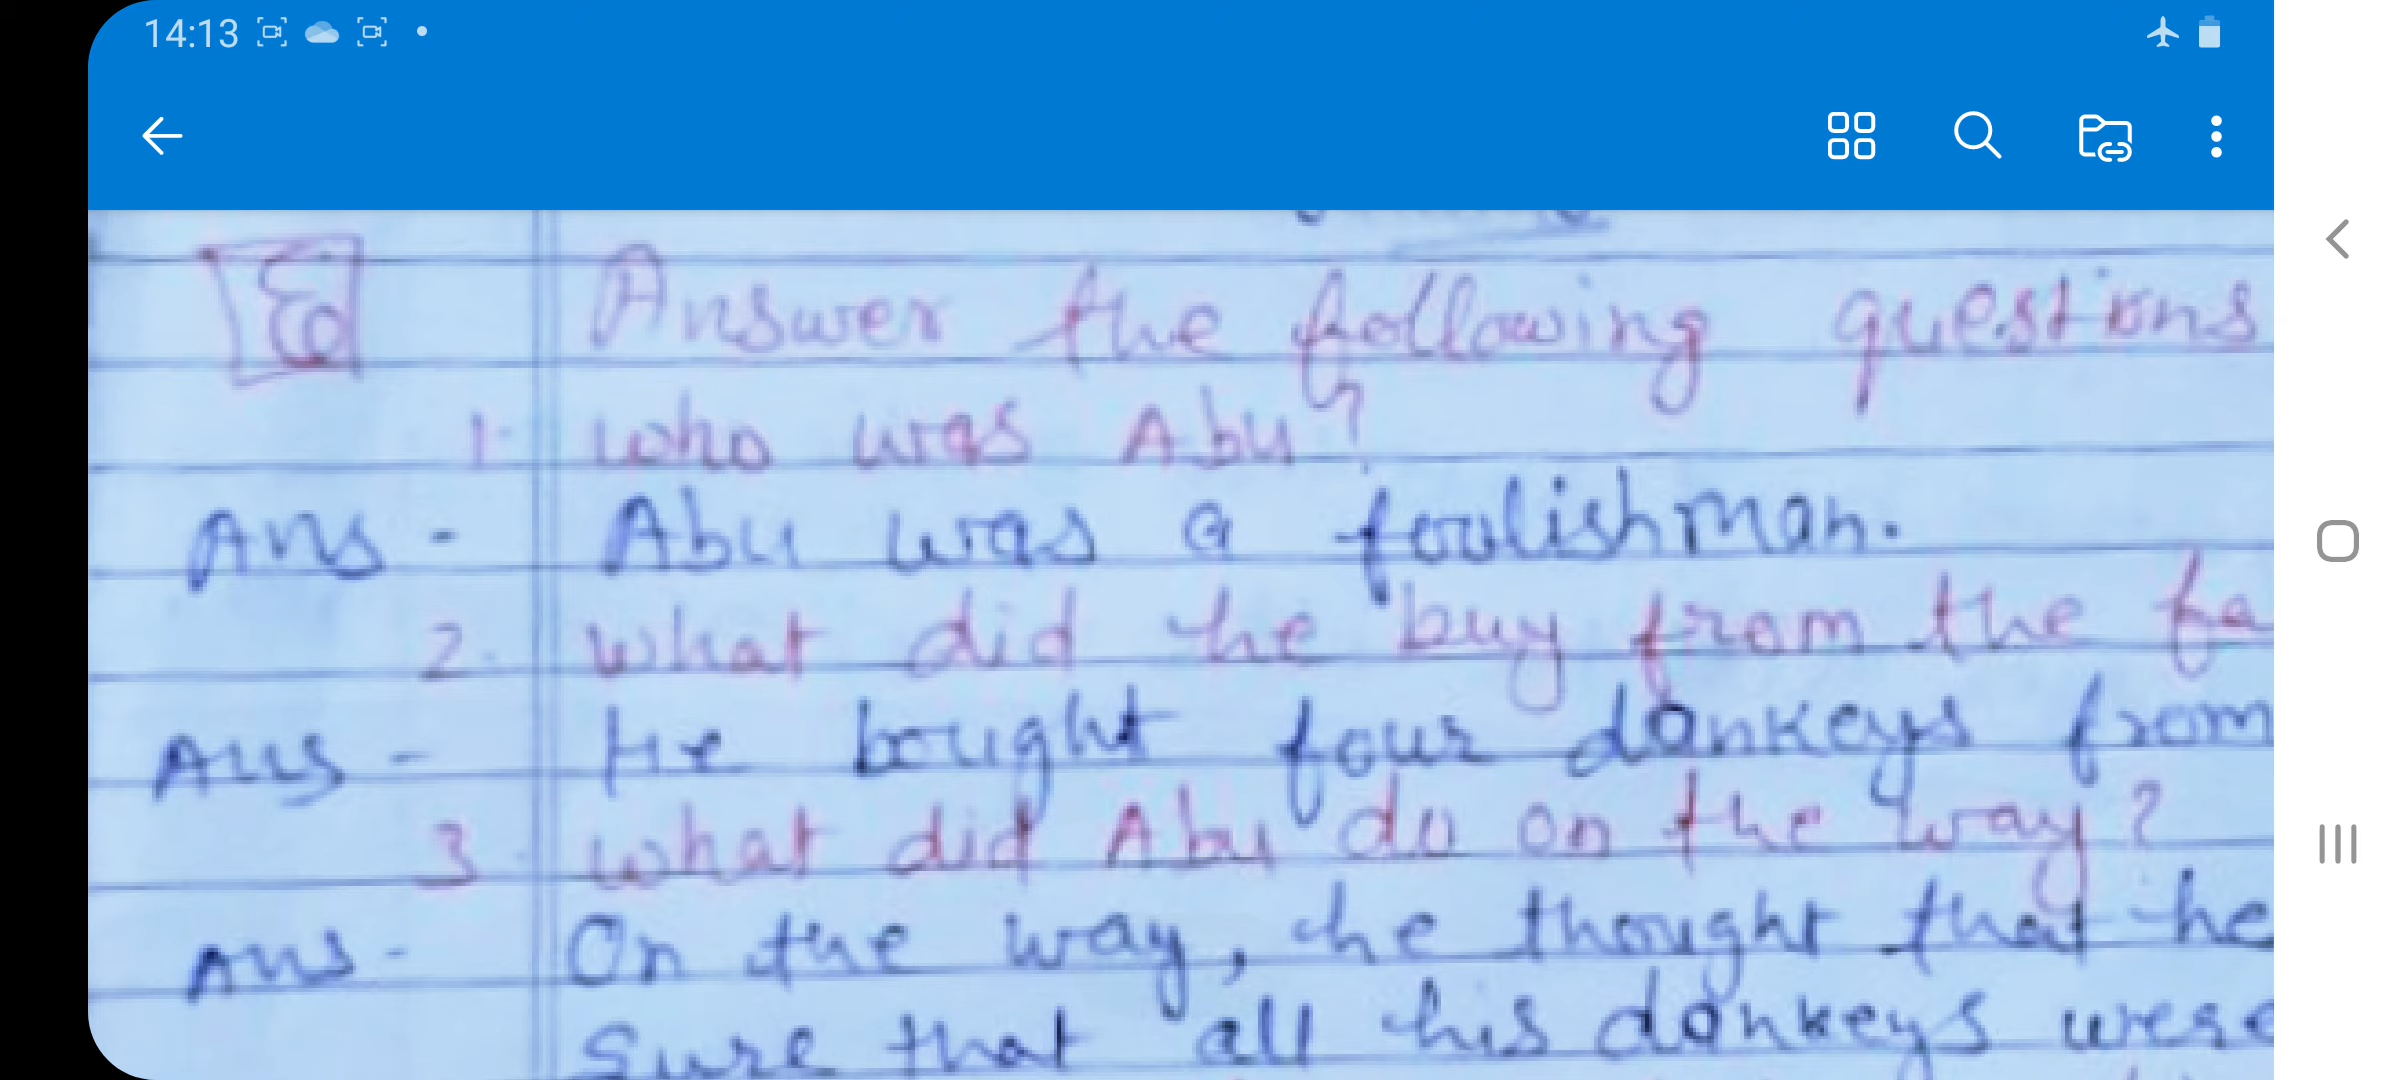 14:13
Answer the following questions
1. who was Abu?
Ans - Abu was a foolishman.
2. what did he buy from the fa
Ans - He bought four donkeys from
3. what did Abu do on the way?
Ans - On the way, he thought that he
sure that all his donkeys were